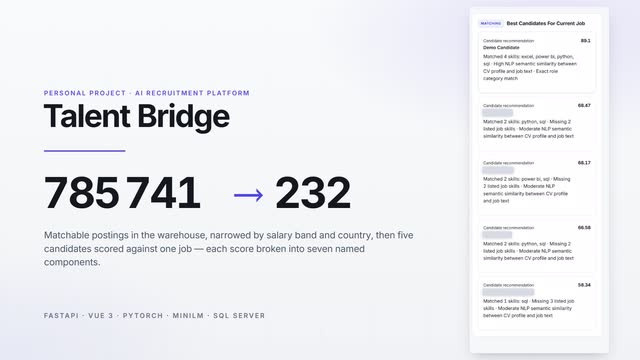 PERSONAL PROJECT · AI RECRUITMENT PLATFORM
Talent Bridge
785 741 → 232
Matchable postings in the warehouse, narrowed by salary band and country, then five
candidates scored against one job — each score broken into seven named
components.
FASTAPI · VUE 3 · PYTORCH · MINILM · SQL SERVER
MATCHING Best Candidates For Current Job
Candidate recommendation 89.1
Demo Candidate
Matched 4 skills: excel, power bi, python,
sql · High NLP semantic similarity between
CV profile and job text · Exact role
category match
Candidate recommendation 68.47
Matched 2 skills: python, sql · Missing 2
listed job skills · Moderate NLP semantic
similarity between CV profile and job text
Candidate recommendation 68.17
Matched 2 skills: power bi, sql · Missing
2 listed job skills · Moderate NLP
semantic similarity between CV profile
and job text
Candidate recommendation 66.58
Matched 2 skills: python, sql · Missing 2
listed job skills · Moderate NLP semantic
similarity between CV profile and job text
Candidate recommendation 58.34
Matched 1 skills: sql · Missing 3 listed job
skills · Moderate NLP semantic similarity
between CV profile and job text